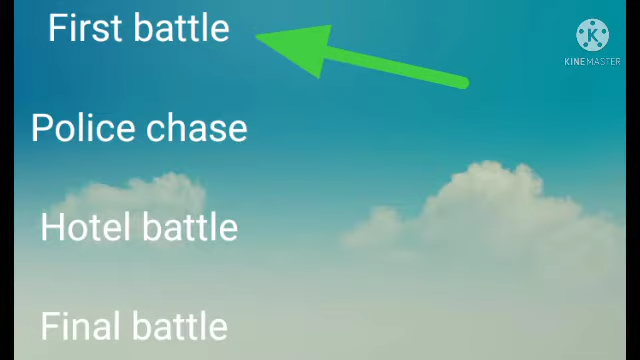 First battle
K
KINEMASTER
Police chase
Hotel battle
Final battle